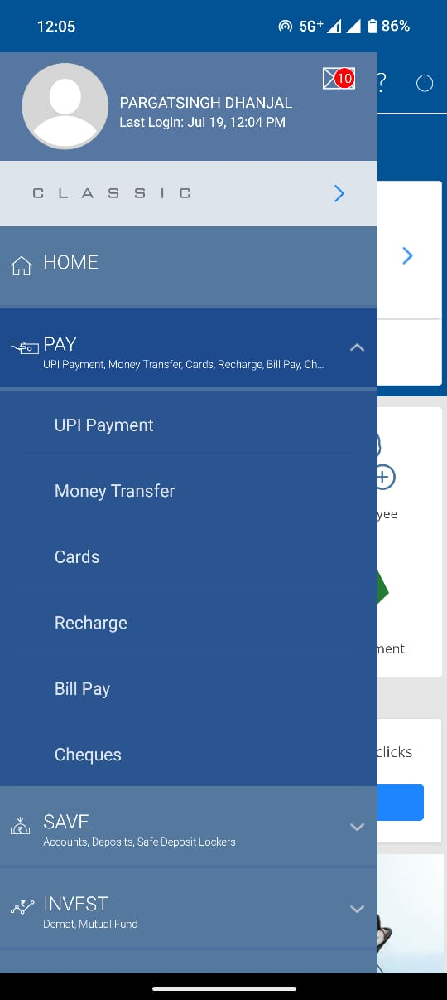 12:05
5G+
86%
10
?
PARGATSINGH DHANJAL
Last Login: Jul 19, 12:04 PM
CLASSIC
HOME
PAY
UPI Payment, Money Transfer, Cards, Recharge, Bill Pay, Ch...
UPI Payment
Money Transfer
yee
Cards
Recharge
ment
Bill Pay
Cheques
clicks
SAVE
Accounts, Deposits, Safe Deposit Lockers
INVEST
Demat, Mutual Fund